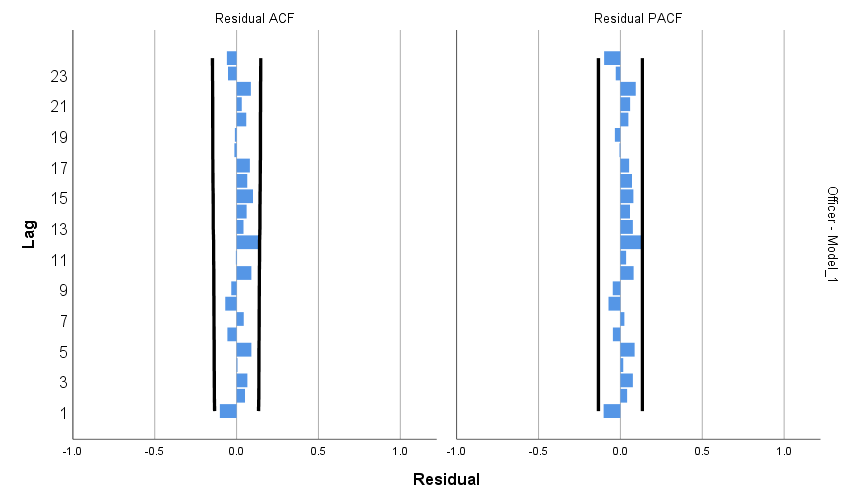 Residual ACF
Residual PACF
23
21
19
17
15
13
11
9
7
5
3
1
Lag
-1.0 -0.5 0.0 0.5 1.0
-1.0 -0.5 0.0 0.5 1.0
Residual
Officer - Model_1